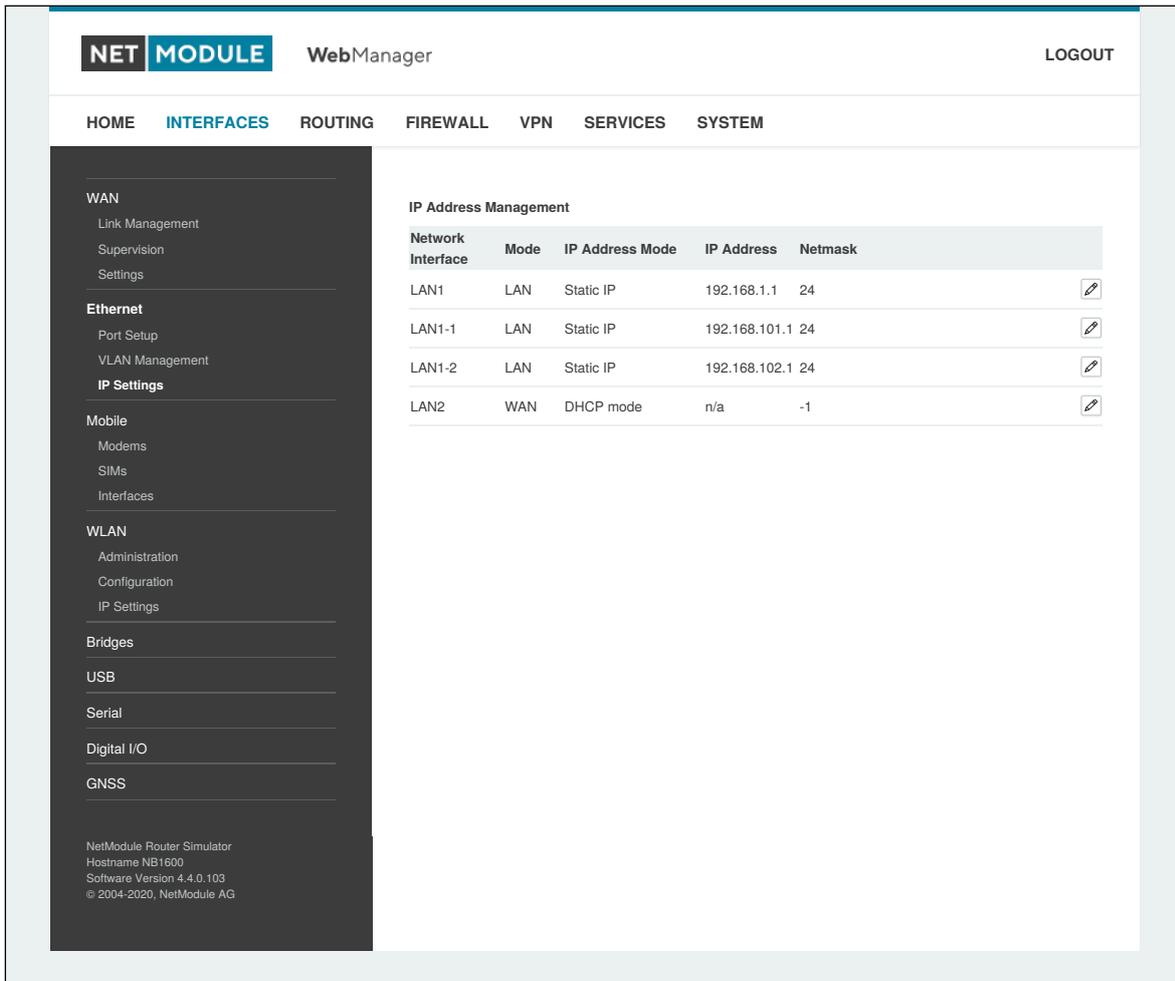 NET MODULE WebManager LOGOUT
HOME INTERFACES ROUTING FIREWALL VPN SERVICES SYSTEM
WAN
Link Management
Supervision
Settings
Ethernet
Port Setup
VLAN Management
IP Settings
Mobile
Modems
SIMs
Interfaces
WLAN
Administration
Configuration
IP Settings
Bridges
USB
Serial
Digital I/O
GNSS
NetModule Router Simulator
Hostname NB1600
Software Version 4.4.0.103
© 2004-2020, NetModule AG
IP Address Management
Network Interface Mode IP Address Mode IP Address Netmask
LAN1 LAN Static IP 192.168.1.1 24
LAN1-1 LAN Static IP 192.168.101.1 24
LAN1-2 LAN Static IP 192.168.102.1 24
LAN2 WAN DHCP mode n/a -1